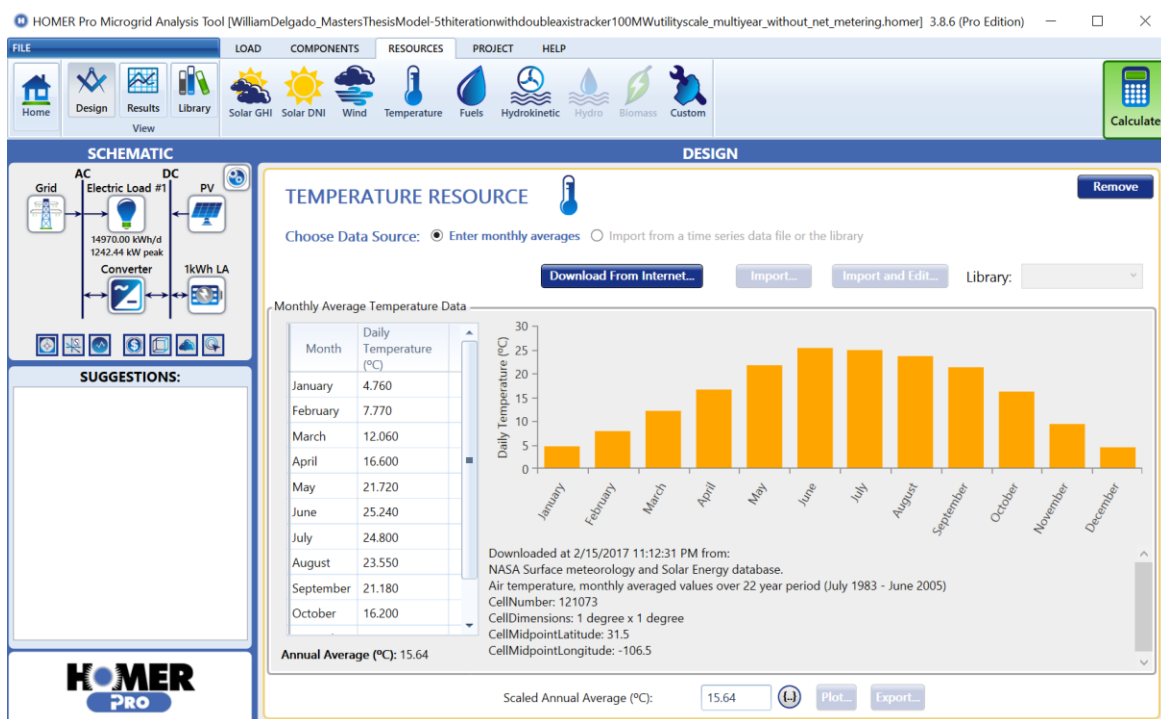 HOMER Pro Microgrid Analysis Tool [WilliamDelgado_MastersThesisModel-5thiterationwithdoubleaxistracker100MWutilityscale_multiyear_without_net_metering.homer] 3.8.6 (Pro Edition)
FILE
LOAD COMPONENTS RESOURCES PROJECT HELP
Home Design Results Library Solar GHI Solar DNI Wind Temperature Fuels Hydrokinetic Hydro Biomass Custom
View
Calculate
SCHEMATIC
AC DC
Grid Electric Load #1 PV
14970.00 kWh/d
1242.44 kW peak
Converter 1kWh LA
SUGGESTIONS:
HOMER
PRO
DESIGN
TEMPERATURE RESOURCE
Remove
Choose Data Source: Enter monthly averages Import from a time series data file or the library
Download From Internet... Import... Import and Edit... Library:
Monthly Average Temperature Data
Month Daily Temperature (ºC)
January 4.760
February 7.770
March 12.060
April 16.600
May 21.720
June 25.240
July 24.800
August 23.550
September 21.180
October 16.200
Annual Average (ºC): 15.64
Daily Temperature (ºC)
30
25
20
15
10
5
0
January February March April May June July August September October November December
Downloaded at 2/15/2017 11:12:31 PM from:
NASA Surface meteorology and Solar Energy database.
Air temperature, monthly averaged values over 22 year period (July 1983 - June 2005)
CellNumber: 121073
CellDimensions: 1 degree x 1 degree
CellMidpointLatitude: 31.5
CellMidpointLongitude: -106.5
Scaled Annual Average (ºC): 15.64 {..} Plot... Export...